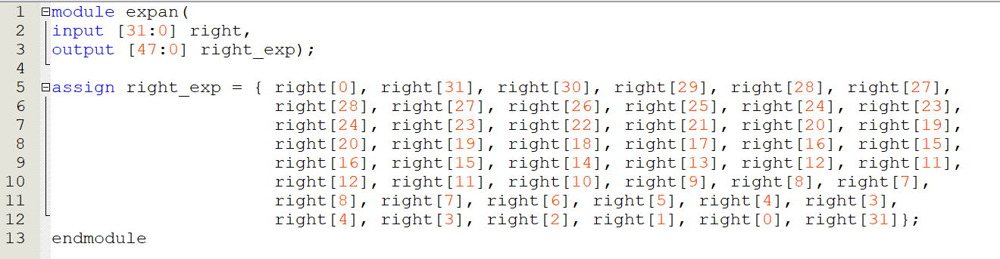 1 module expan(
2 input [31:0] right,
3 output [47:0] right_exp);
4
5 assign right_exp = { right[0], right[31], right[30], right[29], right[28], right[27],
6 right[28], right[27], right[26], right[25], right[24], right[23],
7 right[24], right[23], right[22], right[21], right[20], right[19],
8 right[20], right[19], right[18], right[17], right[16], right[15],
9 right[16], right[15], right[14], right[13], right[12], right[11],
10 right[12], right[11], right[10], right[9], right[8], right[7],
11 right[8], right[7], right[6], right[5], right[4], right[3],
12 right[4], right[3], right[2], right[1], right[0], right[31]};
13 endmodule